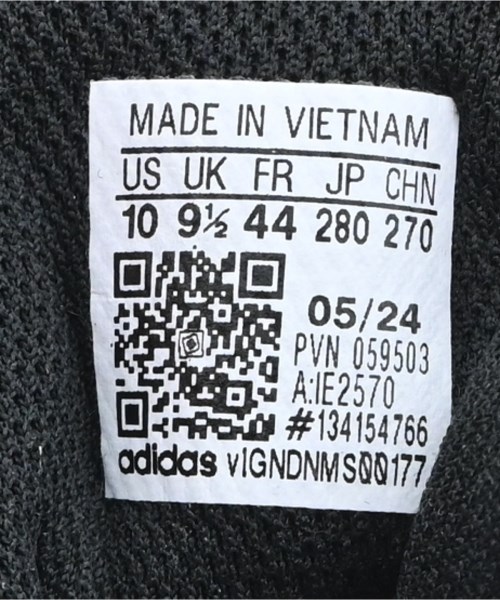 MADE IN VIETNAM
US UK FR JP CHN
10 9½ 44 280 270
05/24
PVN 059503
A:IE2570
#134154766
adidas v1GNDNMS00177